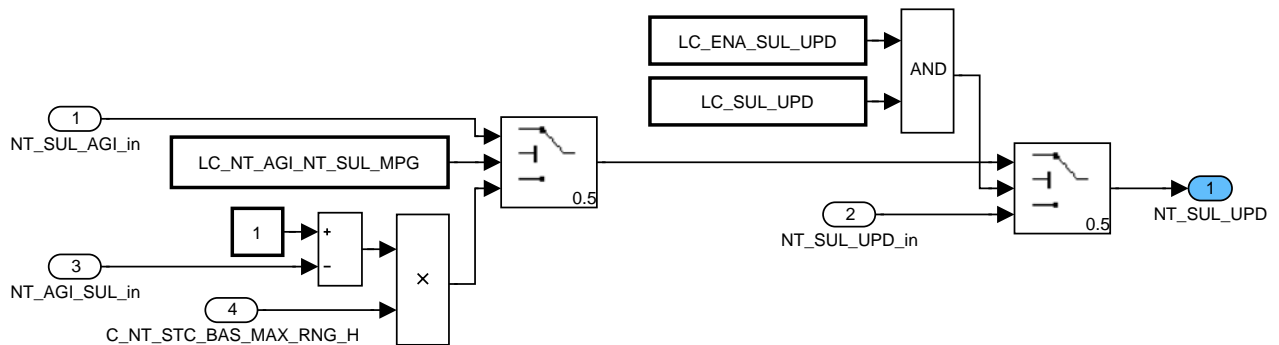 LC_ENA_SUL_UPD
AND
LC_SUL_UPD
1
NT_SUL_AGI_in
LC_NT_AGI_NT_SUL_MPG
0.5
1
+
−
3
NT_AGI_SUL_in
×
4
C_NT_STC_BAS_MAX_RNG_H
2
NT_SUL_UPD_in
0.5
1
NT_SUL_UPD